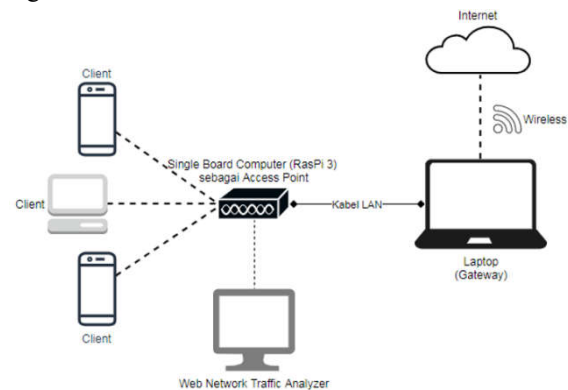 Internet
Client
Wireless
Single Board Computer (RasPi 3)
sebagai Access Point
Client
Kabel LAN
Laptop
(Gateway)
Client
Web Network Traffic Analyzer